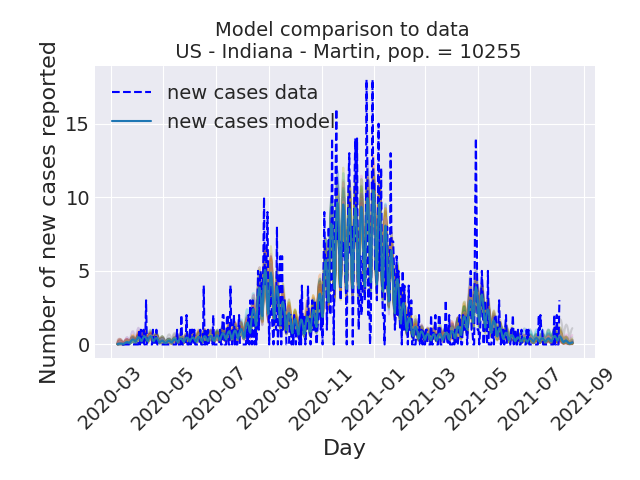 Model comparison to data
US - Indiana - Martin, pop. = 10255
Number of new cases reported
new cases data
new cases model
15
10
5
0
2020-03
2020-05
2020-07
2020-09
2020-11
2021-01
2021-03
2021-05
2021-07
2021-09
Day